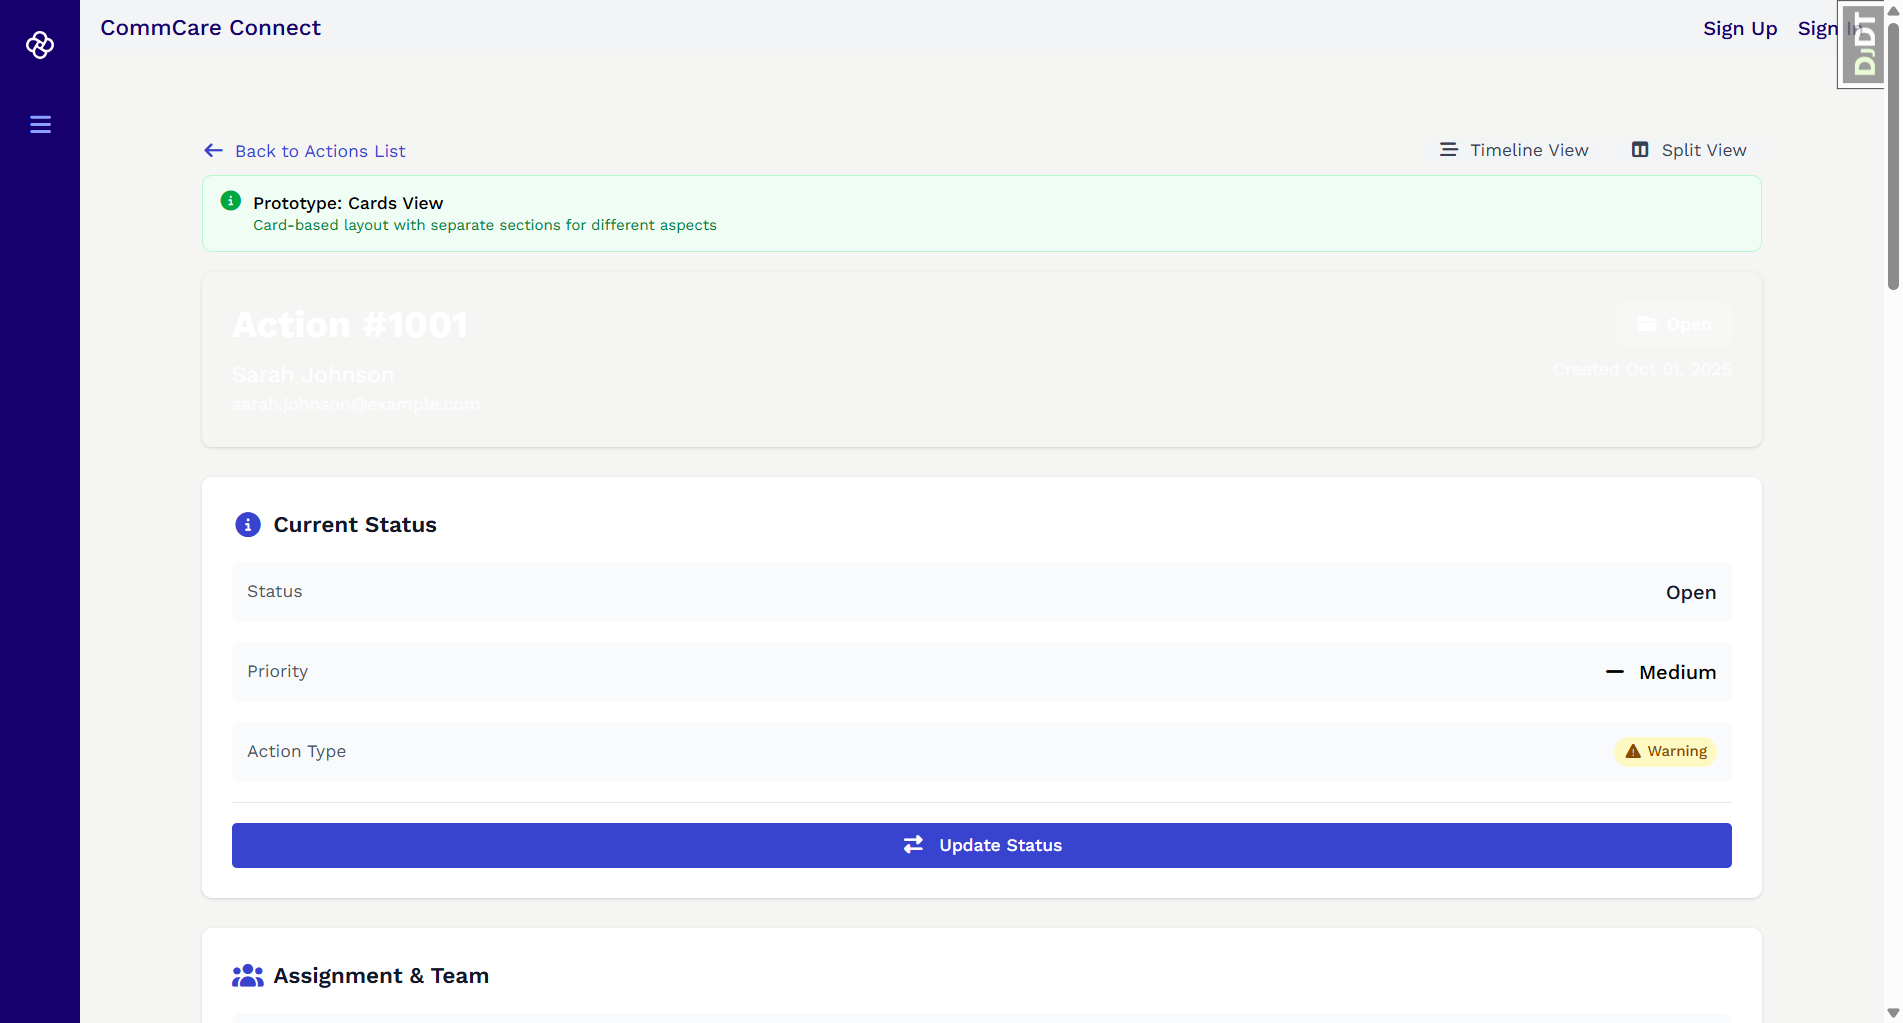 CommCare Connect
Sign Up
Sign In
DjDT
Back to Actions List
Timeline View
Split View
Prototype: Cards View
Card-based layout with separate sections for different aspects
Action #1001
Open
Sarah Johnson
Created Oct 01, 2025
sarah.johnson@example.com
Current Status
Status
Open
Priority
Medium
Action Type
Warning
Update Status
Assignment & Team